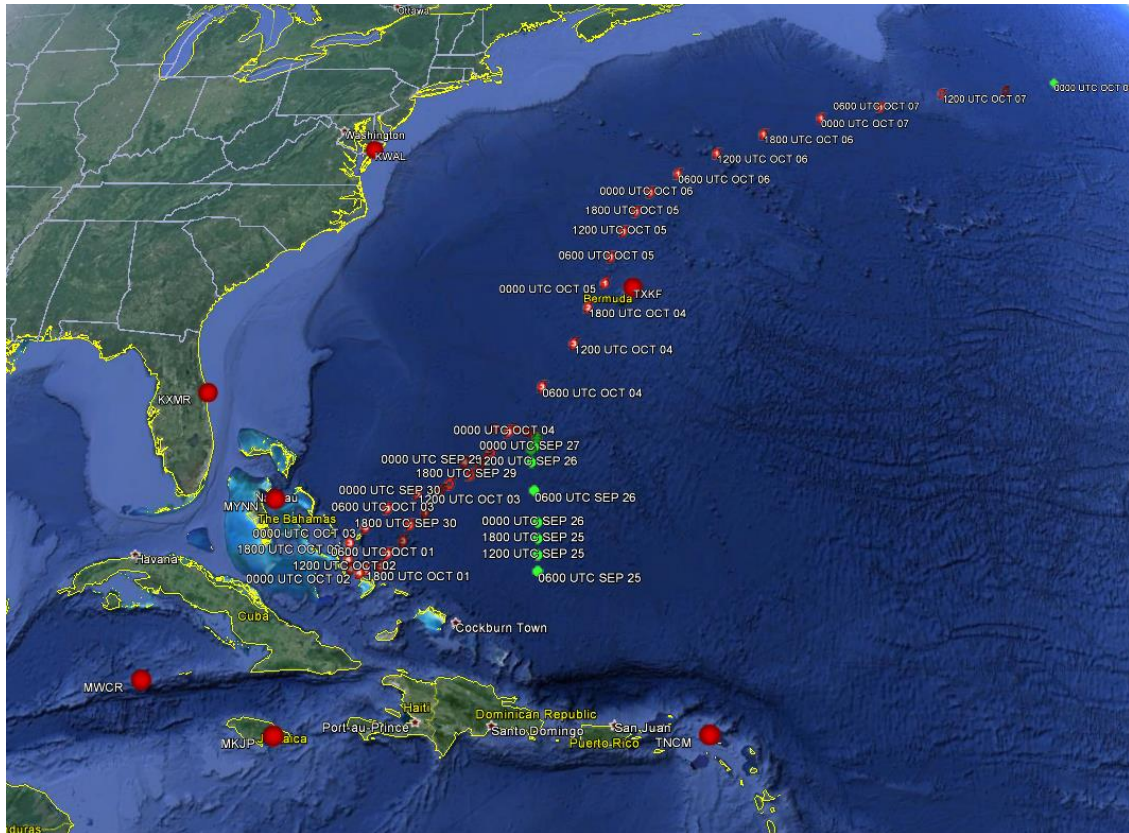 Ottawa
0600 UTC OCT 07
1200 UTC OCT 07
0000 UTC OCT 0
0000 UTC OCT 07
Washington
1800 UTC OCT 06
KWAL
1200 UTC OCT 06
0600 UTC OCT 06
0000 UTC OCT 06
1800 UTC OCT 05
1200 UTC OCT 05
0600 UTC OCT 05
0000 UTC OCT 05
TXKF
Bermuda
1800 UTC OCT 04
1200 UTC OCT 04
0600 UTC OCT 04
KXMR
0000 UTC OCT 04
0000 UTC SEP 27
0000 UTC SEP 29
1200 UTC SEP 26
1800 UTC SEP 29
0000 UTC SEP 30
1200 UTC OCT 03
0600 UTC SEP 26
MYNN
0600 UTC OCT 03
The Bahamas
1800 UTC SEP 30
0000 UTC SEP 26
0000 UTC OCT 03
1800 UTC SEP 25
1800 UTC O
0600 UTC OCT 01
1200 UTC SEP 25
Havana
1200 UTC OCT 02
0000 UTC OCT 02
1800 UTC OCT 01
0600 UTC SEP 25
Cuba
Cockburn Town
MWCR
Haiti
Dominican Republic
Port-au-Prince
Santo Domingo
San Juan
MKJP
Jamaica
Puerto Rico
TNCM
duras